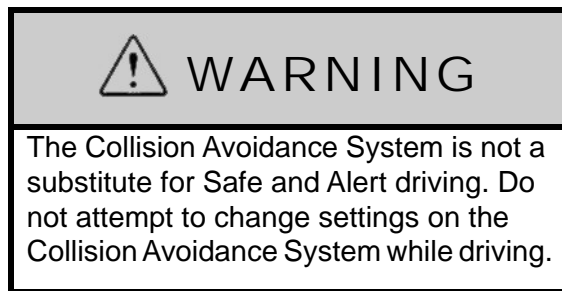 WARNING
The Collision Avoidance System is not a
substitute for Safe and Alert driving. Do
not attempt to change settings on the
Collision Avoidance System while driving.